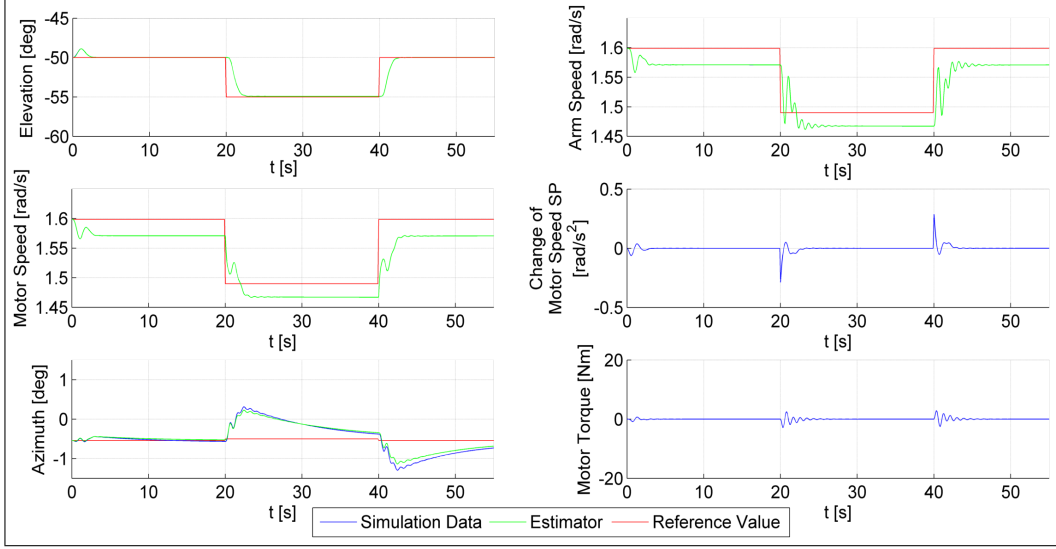 Elevation [deg]
-45
-50
-55
-60
0 10 20 30 40 50
t [s]
Arm Speed [rad/s]
1.6
1.55
1.5
1.45
0 10 20 30 40 50
t [s]
Motor Speed [rad/s]
1.6
1.55
1.5
1.45
0 10 20 30 40 50
t [s]
Change of
Motor Speed SP
[rad/s²]
0.5
0
-0.5
0 10 20 30 40 50
t [s]
Azimuth [deg]
1
0
-1
0 10 20 30 40 50
t [s]
Motor Torque [Nm]
20
0
-20
0 10 20 30 40 50
t [s]
Simulation Data Estimator Reference Value